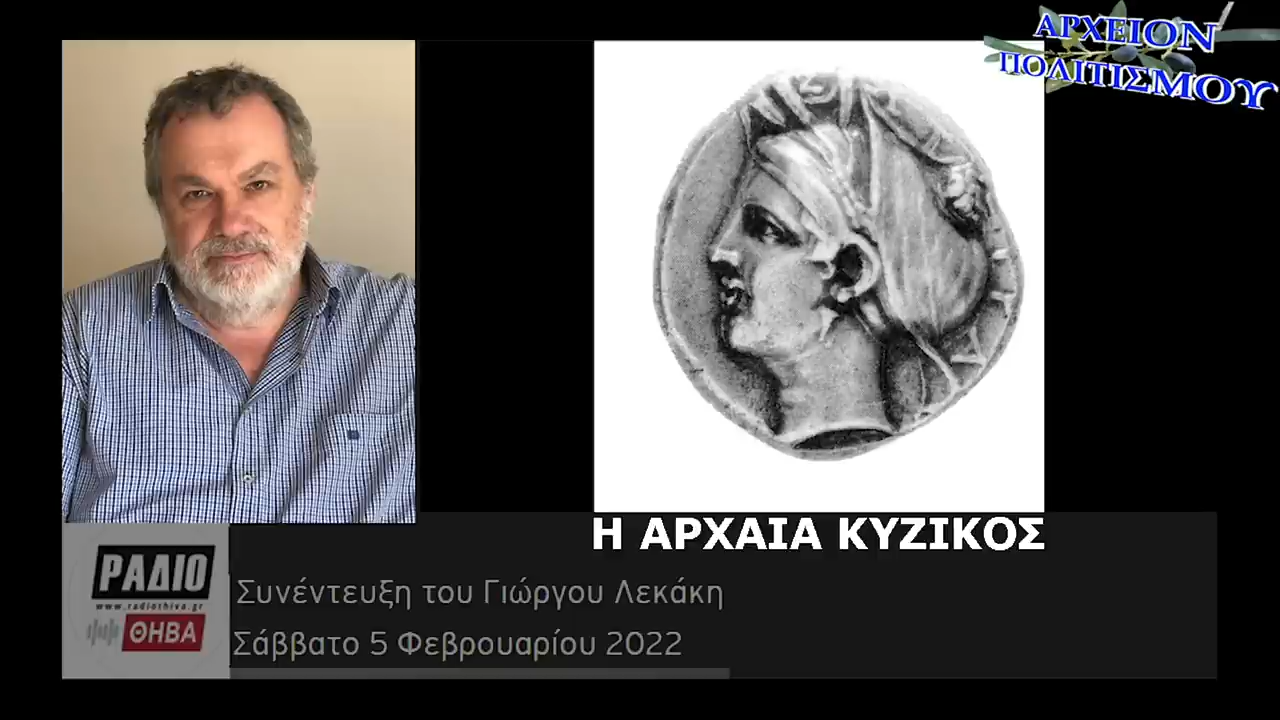 ΑΡΧΕΙΟΝ
ΠΟΛΙΤΙΣΜΟΥ
Η ΑΡΧΑΙΑ ΚΥΖΙΚΟΣ
ΡΑΔΙΟ
www.radiothiva.gr
ΘΗΒΑ
Συνέντευξη του Γιώργου Λεκάκη
Σάββατο 5 Φεβρουαρίου 2022